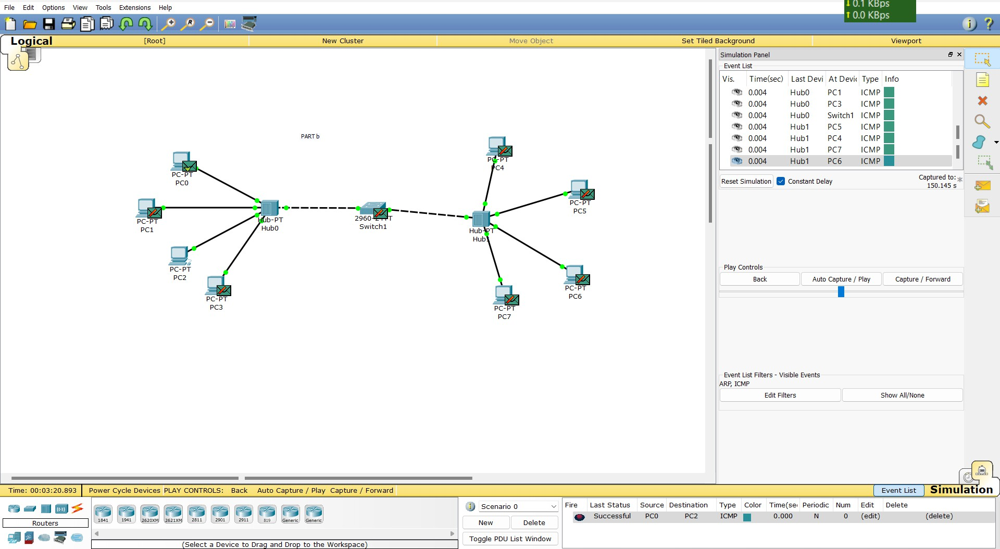 0.1 KBps
File Edit Options View Tools Extensions Help
0.0 KBps
Logical [Root] New Cluster Move Object Set Tiled Background Viewport
Simulation Panel
Event List
Vis. Time(sec) Last Devi At Devic Type Info
0.004 Hub0 PC1 ICMP
0.004 Hub0 PC3 ICMP
0.004 Hub0 Switch1 ICMP
0.004 Hub1 PC5 ICMP
0.004 Hub1 PC4 ICMP
0.004 Hub1 PC7 ICMP
0.004 Hub1 PC6 ICMP
Reset Simulation Constant Delay Captured to:
150.145 s
PART b
PC-PT
PC0
PC-PT
PC1
PC-PT
PC2
PC-PT
PC3
Hub-PT
Hub0
2960-24TT
Switch1
Hub-PT
Hub1
PC-PT
PC4
PC-PT
PC5
PC-PT
PC6
PC-PT
PC7
Play Controls
Back Auto Capture / Play Capture / Forward
Event List Filters - Visible Events
ARP, ICMP
Edit Filters Show All/None
Time: 00:03:20.893 Power Cycle Devices PLAY CONTROLS: Back Auto Capture / Play Capture / Forward Event List Simulation
Routers
1841 1941 2620XM 2621XM 2811 2901 2911 819 Generic Generic
(Select a Device to Drag and Drop to the Workspace)
Scenario 0
New Delete
Toggle PDU List Window
Fire Last Status Source Destination Type Color Time(sec Periodic Num Edit Delete
Successful PC0 PC2 ICMP 0.000 N 0 (edit) (delete)